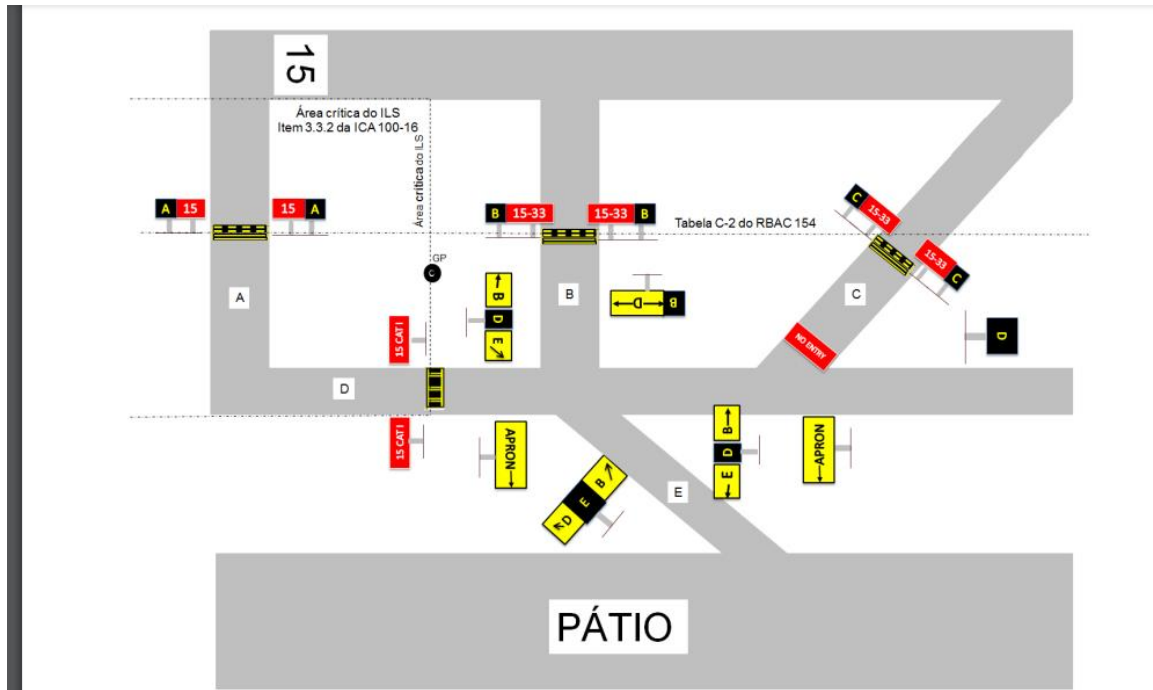 15
Área crítica do ILS
Item 3.3.2 da ICA 100-16
Área crítica do ILS
A 15
15 A
B 15-33
15-33 B
Tabela C-2 do RBAC 154
C 15-33
15-33 C
GP
C
A
B
C
←B
D
E→
←D→ B
15 CAT I
NO ENTRY
D
D
15 CAT I
APRON→
B→
D
←E
APRON→
←D E B→
E
PÁTIO